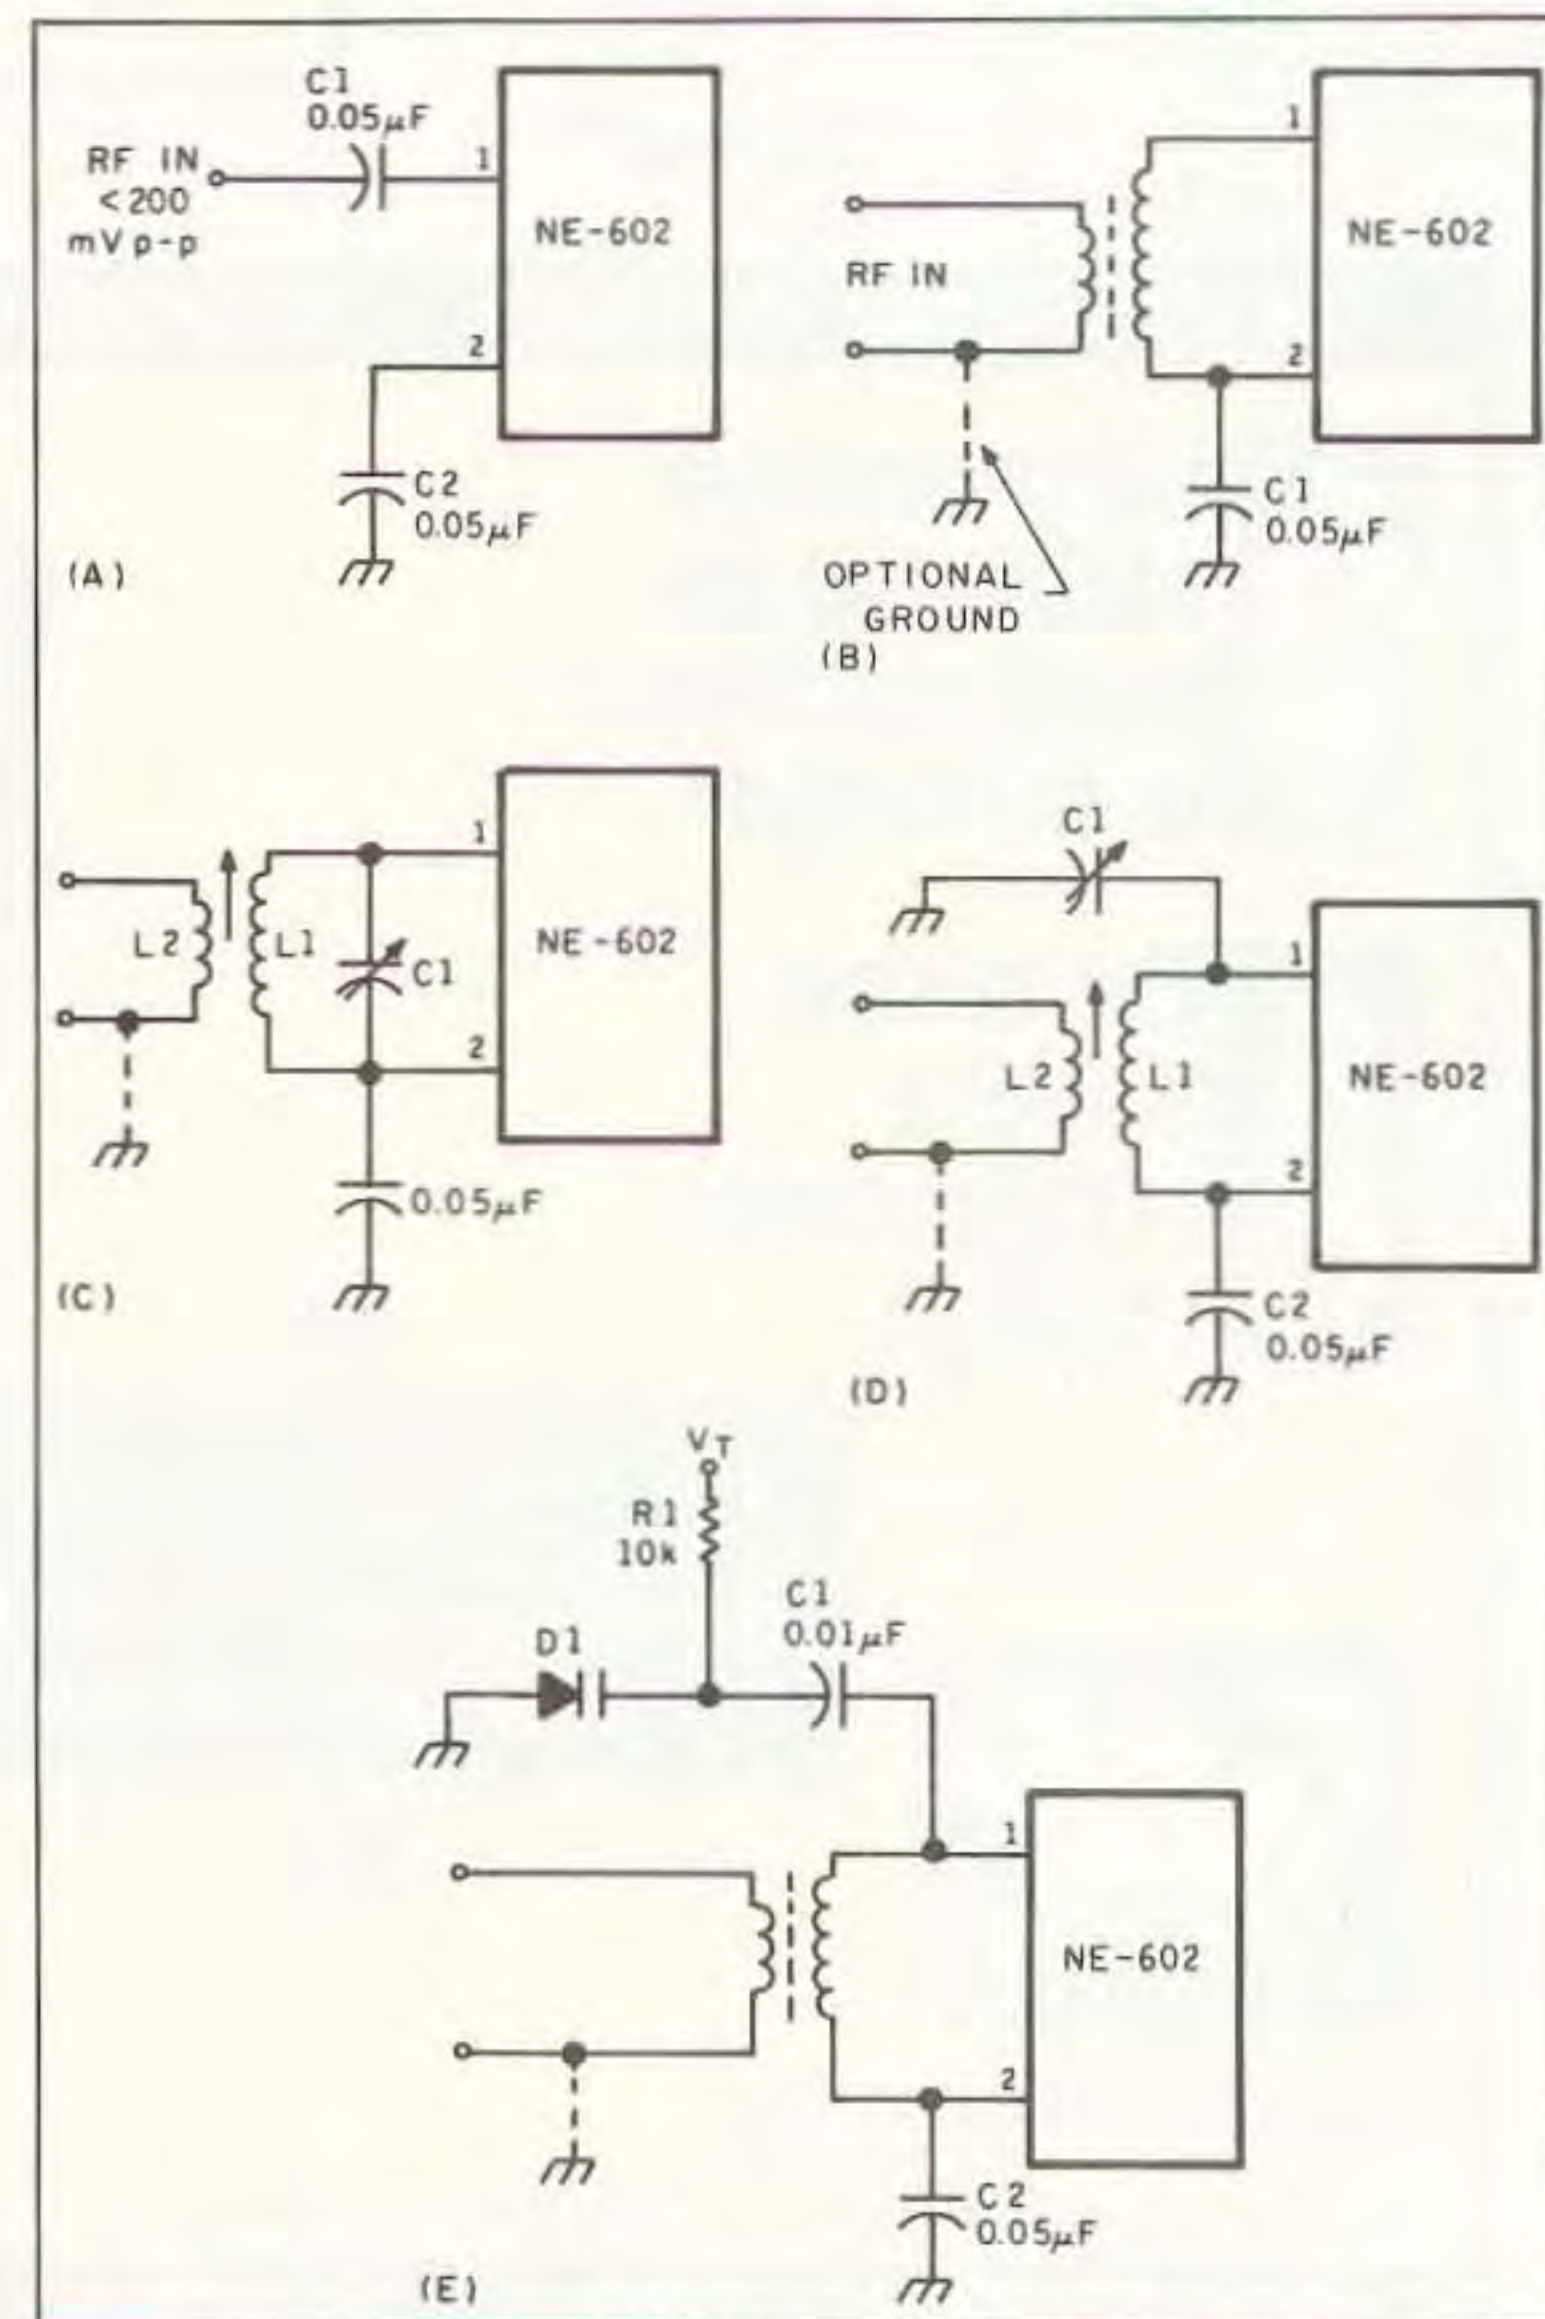 C1
0.05µF
RF IN
<200
mV p-p
1
NE-602
2
C2
0.05µF
(A)
RF IN
1
NE-602
2
C1
0.05µF
OPTIONAL
GROUND
(B)
L2
L1
C1
1
NE-602
2
0.05µF
(C)
C1
L2
L1
1
NE-602
2
C2
0.05µF
(D)
VT
R1
10k
C1
0.01µF
D1
1
NE-602
2
C2
0.05µF
(E)